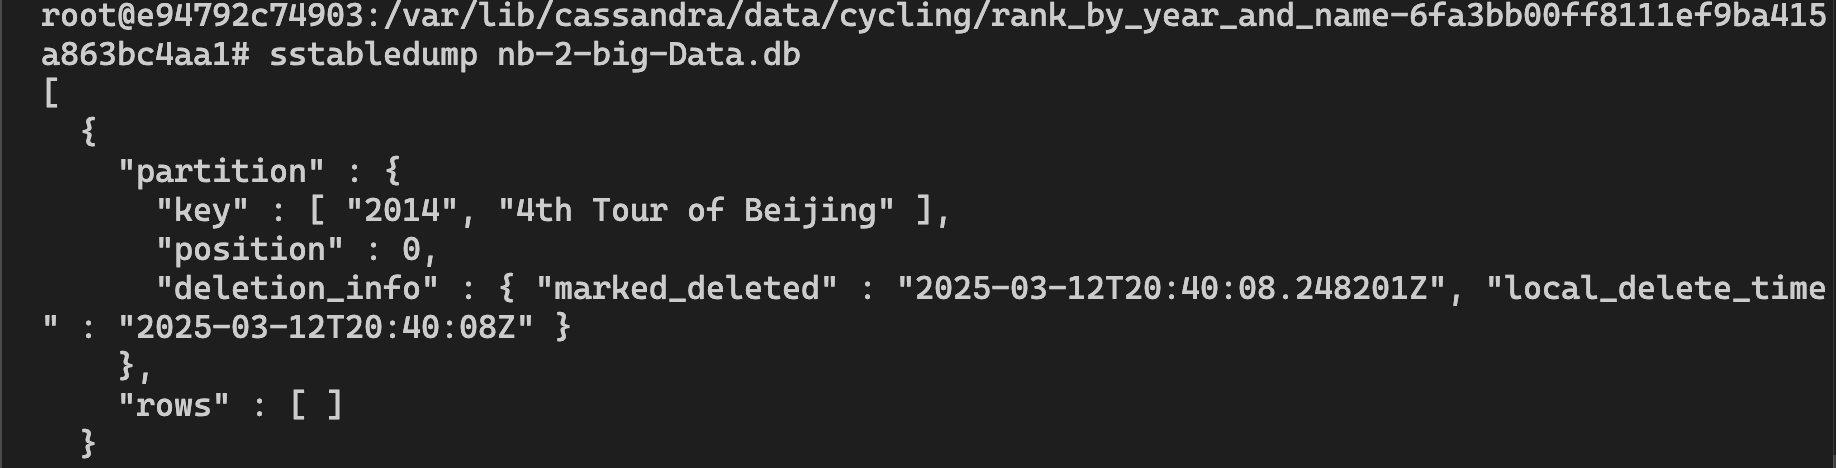 root@e94792c74903:/var/lib/cassandra/data/cycling/rank_by_year_and_name-6fa3bb00ff8111ef9ba415
a863bc4aa1# sstabledump nb-2-big-Data.db
[
  {
    "partition" : {
      "key" : [ "2014", "4th Tour of Beijing" ],
      "position" : 0,
      "deletion_info" : { "marked_deleted" : "2025-03-12T20:40:08.248201Z", "local_delete_time
" : "2025-03-12T20:40:08Z" }
    },
    "rows" : [ ]
  }